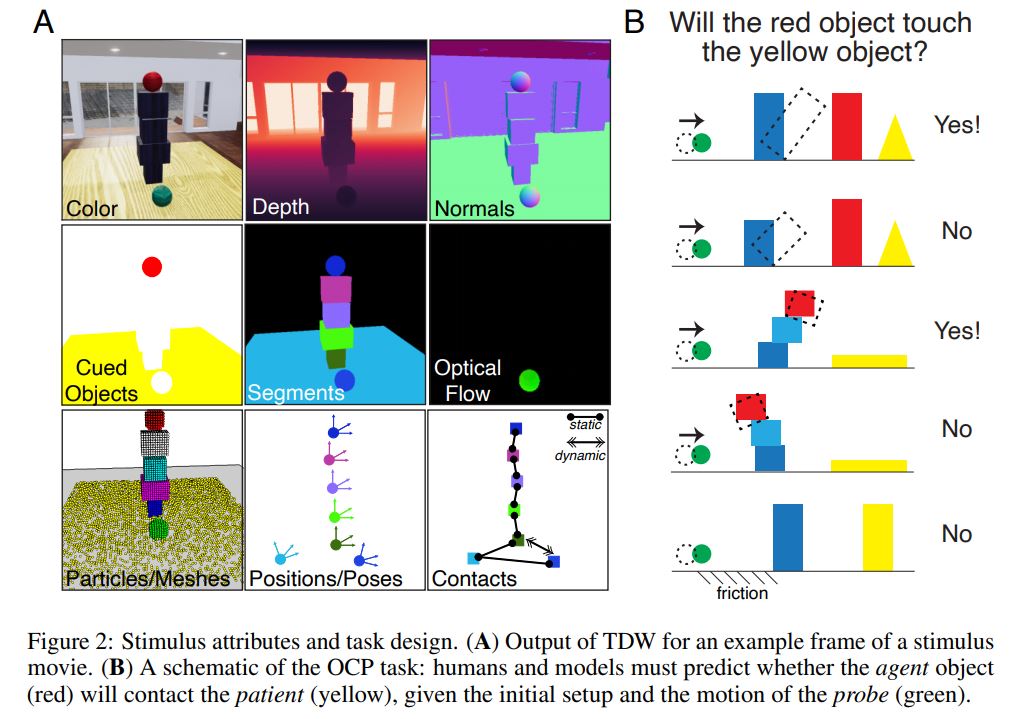 A
Color
Depth
Normals
Cued
Objects
Segments
Optical
Flow
Particles/Meshes
Positions/Poses
static
dynamic
Contacts
B
Will the red object touch
the yellow object?
Yes!
No
Yes!
No
No
friction
Figure 2: Stimulus attributes and task design. (A) Output of TDW for an example frame of a stimulus
movie. (B) A schematic of the OCP task: humans and models must predict whether the agent object
(red) will contact the patient (yellow), given the initial setup and the motion of the probe (green).